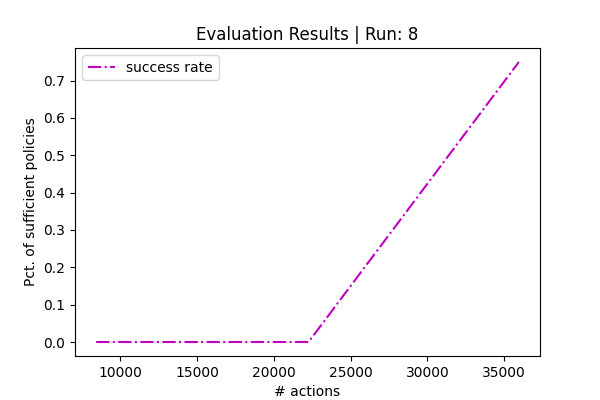 Evaluation Results | Run: 8
success rate
Pct. of sufficient policies
0.7
0.6
0.5
0.4
0.3
0.2
0.1
0.0
10000 15000 20000 25000 30000 35000
# actions